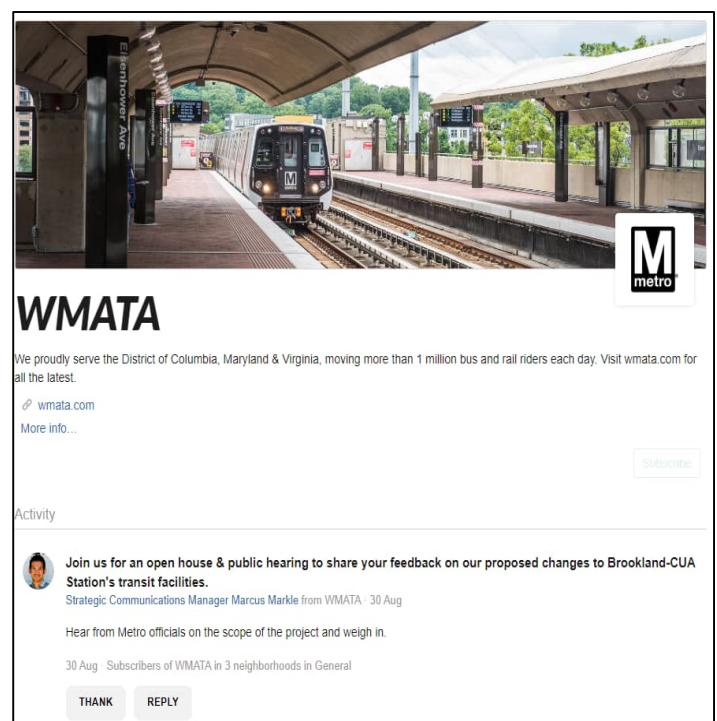 Eisenhower Ave
M
M
metro
WMATA
We proudly serve the District of Columbia, Maryland & Virginia, moving more than 1 million bus and rail riders each day. Visit wmata.com for
all the latest.
wmata.com
More info...
Subscribe
Activity
Join us for an open house & public hearing to share your feedback on our proposed changes to Brookland-CUA
Station's transit facilities.
Strategic Communications Manager Marcus Markle from WMATA · 30 Aug
Hear from Metro officials on the scope of the project and weigh in.
30 Aug · Subscribers of WMATA in 3 neighborhoods in General
THANK REPLY